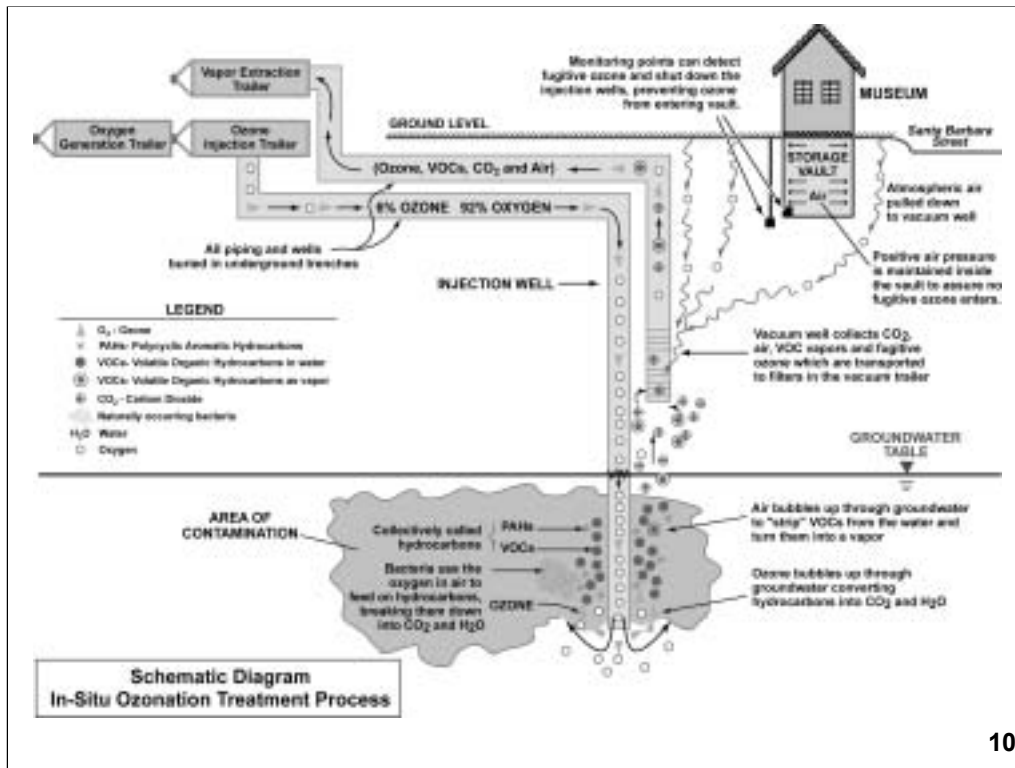 Vapor Extraction
Trailer
Oxygen
Generation Trailer
Ozone
Injection Trailer
Monitoring points can detect
fugitive ozone and shut down the
injection wells, preventing ozone
from entering vault.
MUSEUM
GROUND LEVEL
Santa Barbara
Street
STORAGE
VAULT
Air
(Ozone, VOCs, CO2 and Air)
Atmospheric air
pulled down
to vacuum well
OZONE 92% OXYGEN
All piping and wells
buried in underground trenches
Positive air pressure
is maintained inside
the vault to assure no
fugitive ozone enters.
INJECTION WELL
LEGEND
O3 - Ozone
PAHs- Polycyclic Aromatic Hydrocarbons
VOCs- Volatile Organic Hydrocarbons in water
VOCs- Volatile Organic Hydrocarbons as vapor
CO2 - Carbon Dioxide
Naturally occurring bacteria
H2O Water
Oxygen
Vacuum well collects CO2,
air, VOC vapors and fugitive
ozone which are transported
to filters in the vacuum trailer
GROUNDWATER
TABLE
AREA OF
CONTAMINATION
Collectively called
hydrocarbons
PAHs
VOCs
Air bubbles up through groundwater
to "strip" VOCs from the water and
turn them into a vapor
Bacteria use the
oxygen in air to
feed on hydrocarbons,
breaking them down
into CO2 and H2O
OZONE
Ozone bubbles up through
groundwater converting
hydrocarbons into CO2 and H2O
Schematic Diagram
In-Situ Ozonation Treatment Process
10